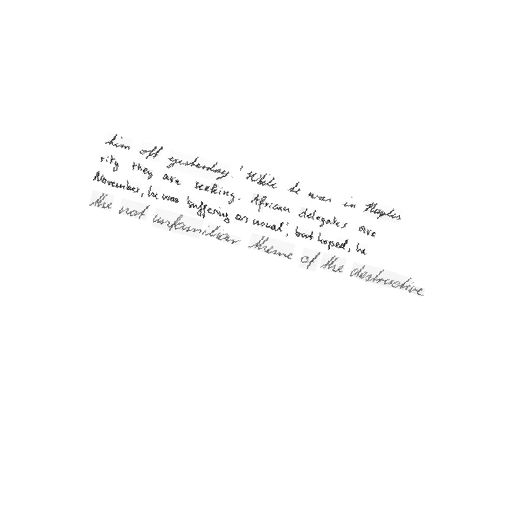 him off yesterday. ' While he was in Naples
rity they are seeking. African delegates are
November, he was buffering as usual ; but hoped, he
the not unfamiliar theme of the destructive